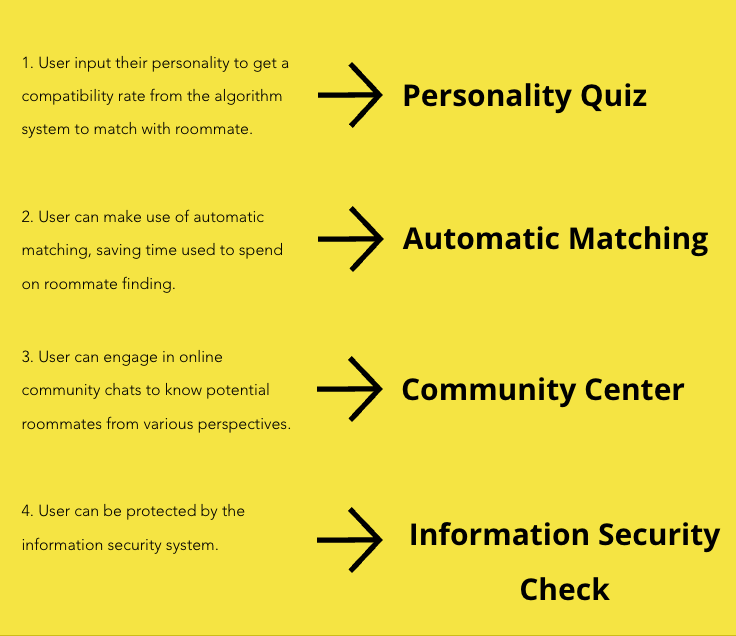 1. User input their personality to get a
compatibility rate from the algorithm
system to match with roommate.
Personality Quiz
2. User can make use of automatic
matching, saving time used to spend
on roommate finding.
Automatic Matching
3. User can engage in online
community chats to know potential
roommates from various perspectives.
Community Center
4. User can be protected by the
information security system.
Information Security
Check